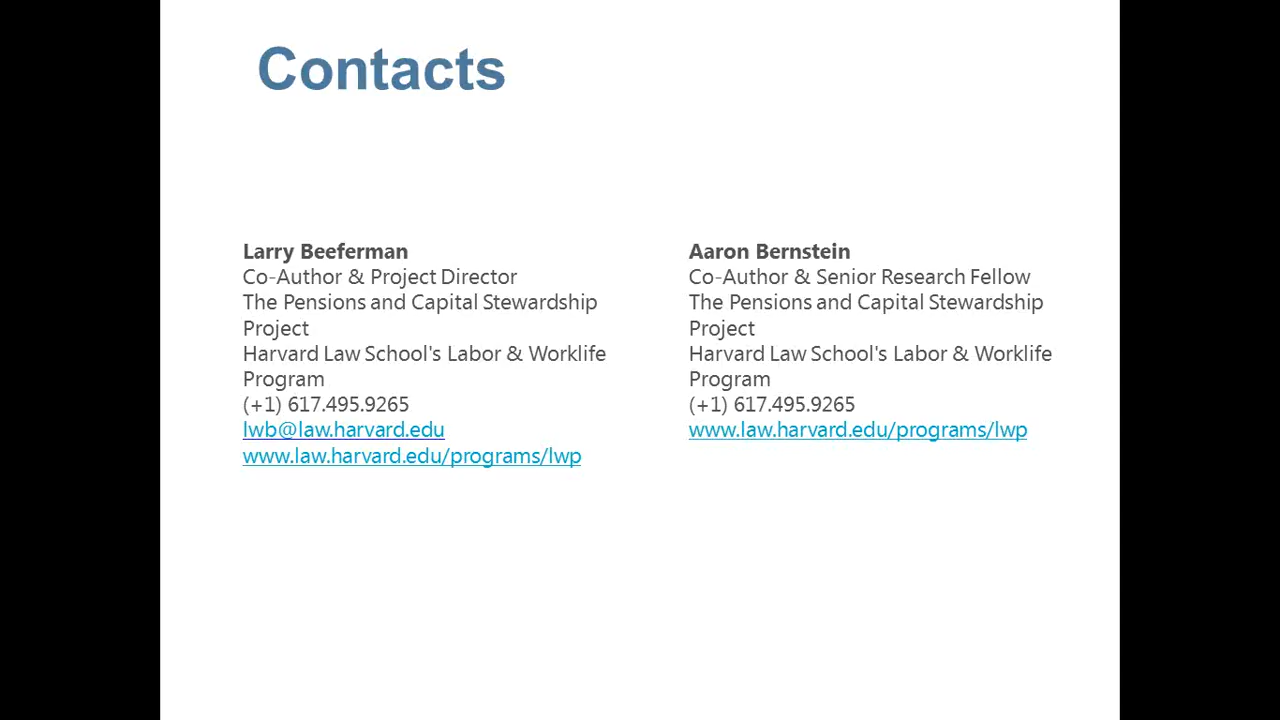 Contacts
Larry Beeferman
Co-Author & Project Director
The Pensions and Capital Stewardship
Project
Harvard Law School's Labor & Worklife
Program
(+1) 617.495.9265
lwb@law.harvard.edu
www.law.harvard.edu/programs/lwp
Aaron Bernstein
Co-Author & Senior Research Fellow
The Pensions and Capital Stewardship
Project
Harvard Law School's Labor & Worklife
Program
(+1) 617.495.9265
www.law.harvard.edu/programs/lwp